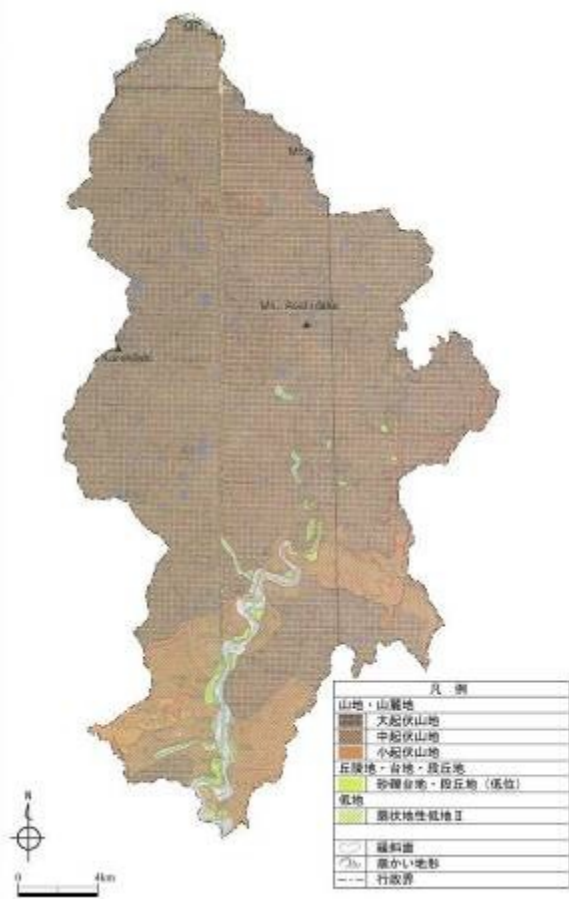 Mt. Asahidake
凡 例
山地・山麓地
大起伏山地
中起伏山地
小起伏山地
丘陵地・台地・段丘地
砂礫台地・段丘地 (低位)
低地
扇状地性低地Ⅱ
緩斜面
崩かい地形
行政界
N
0 4km